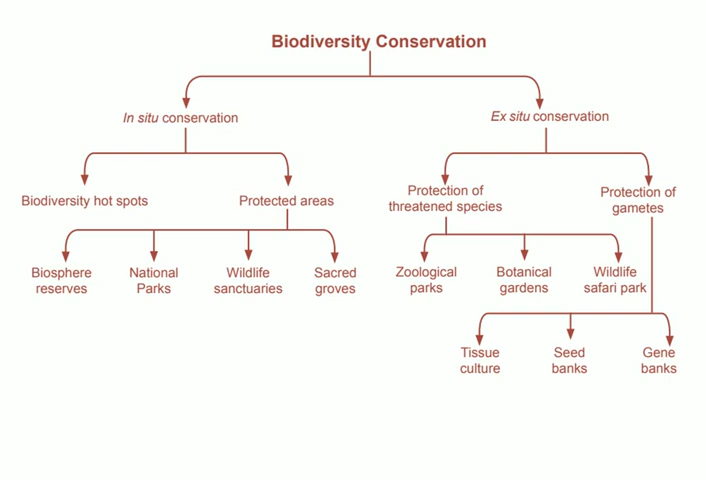 Biodiversity Conservation
In situ conservation
Ex situ conservation
Biodiversity hot spots
Protected areas
Protection of
threatened species
Protection of
gametes
Biosphere
reserves
National
Parks
Wildlife
sanctuaries
Sacred
groves
Zoological
parks
Botanical
gardens
Wildlife
safari park
Tissue
culture
Seed
banks
Gene
banks